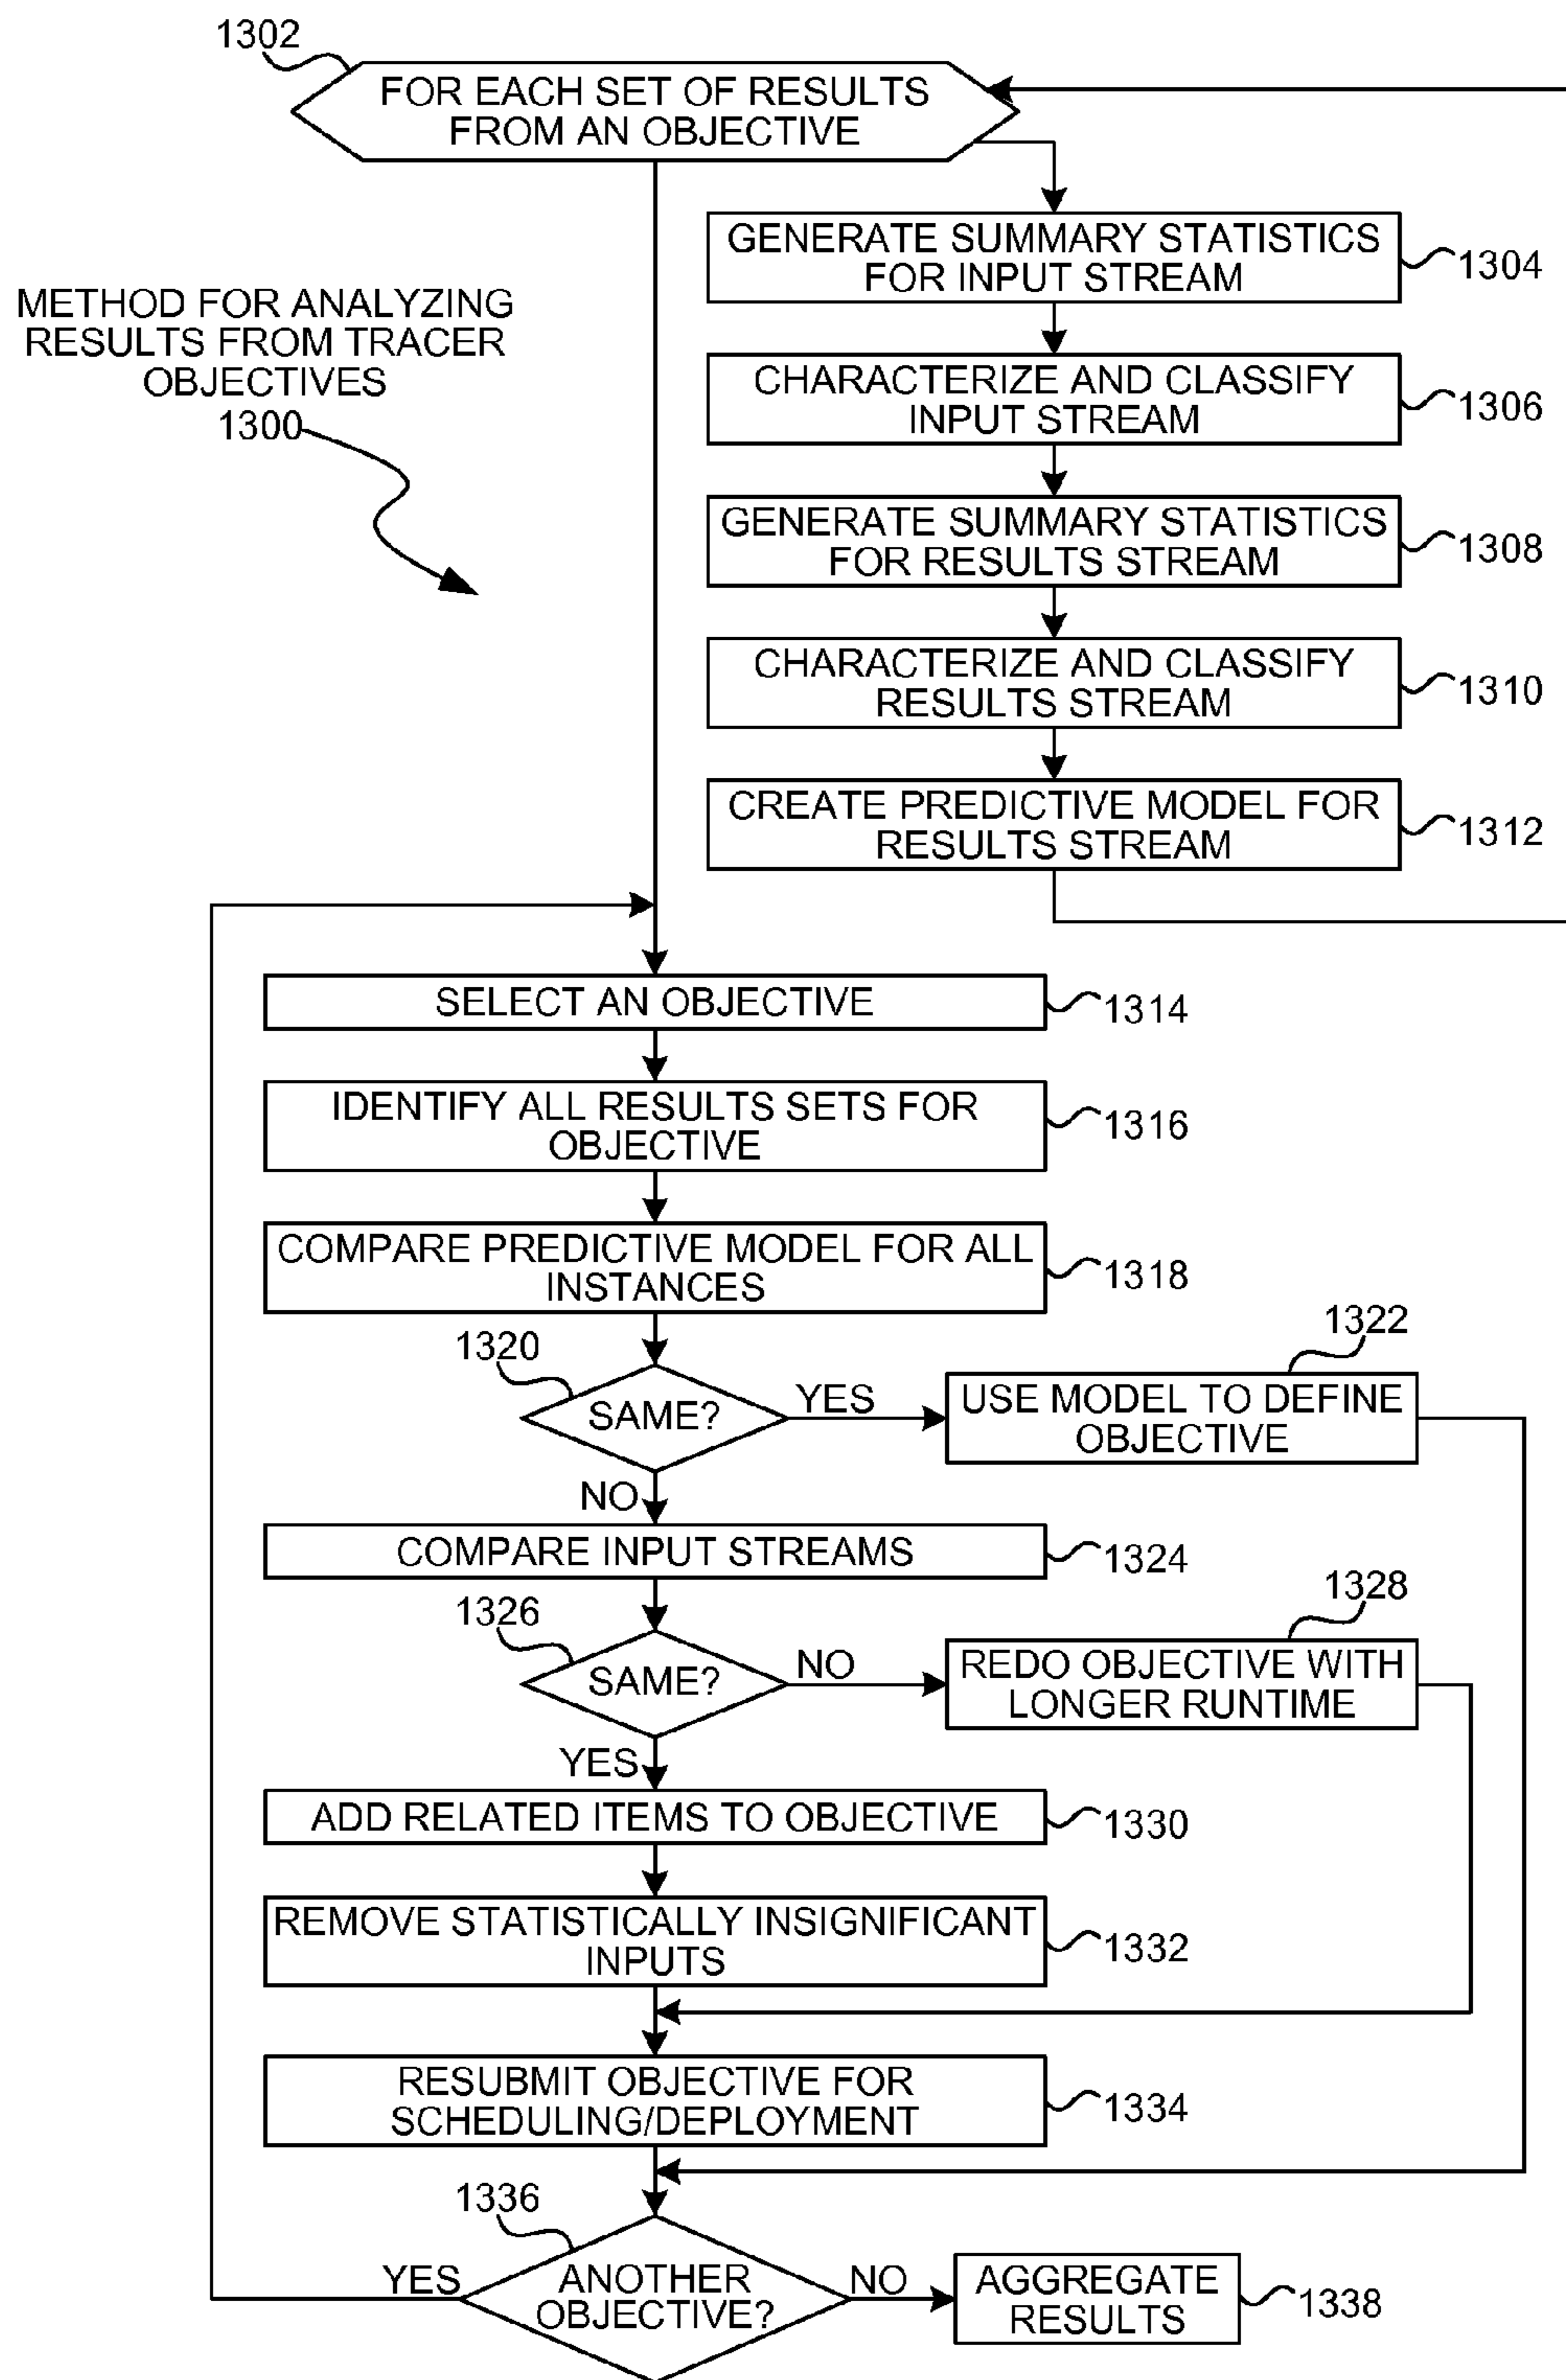 1302
FOR EACH SET OF RESULTS
FROM AN OBJECTIVE
GENERATE SUMMARY STATISTICS
FOR INPUT STREAM
1304
METHOD FOR ANALYZING
RESULTS FROM TRACER
OBJECTIVES
1300
CHARACTERIZE AND CLASSIFY
INPUT STREAM
1306
GENERATE SUMMARY STATISTICS
FOR RESULTS STREAM
1308
CHARACTERIZE AND CLASSIFY
RESULTS STREAM
1310
CREATE PREDICTIVE MODEL FOR
RESULTS STREAM
1312
SELECT AN OBJECTIVE
1314
IDENTIFY ALL RESULTS SETS FOR
OBJECTIVE
1316
COMPARE PREDICTIVE MODEL FOR ALL
INSTANCES
1318
1320
SAME?
YES
1322
USE MODEL TO DEFINE
OBJECTIVE
NO
COMPARE INPUT STREAMS
1324
1326
SAME?
NO
1328
REDO OBJECTIVE WITH
LONGER RUNTIME
YES
ADD RELATED ITEMS TO OBJECTIVE
1330
REMOVE STATISTICALLY INSIGNIFICANT
INPUTS
1332
RESUBMIT OBJECTIVE FOR
SCHEDULING/DEPLOYMENT
1334
1336
YES
ANOTHER
OBJECTIVE?
NO
AGGREGATE
RESULTS
1338